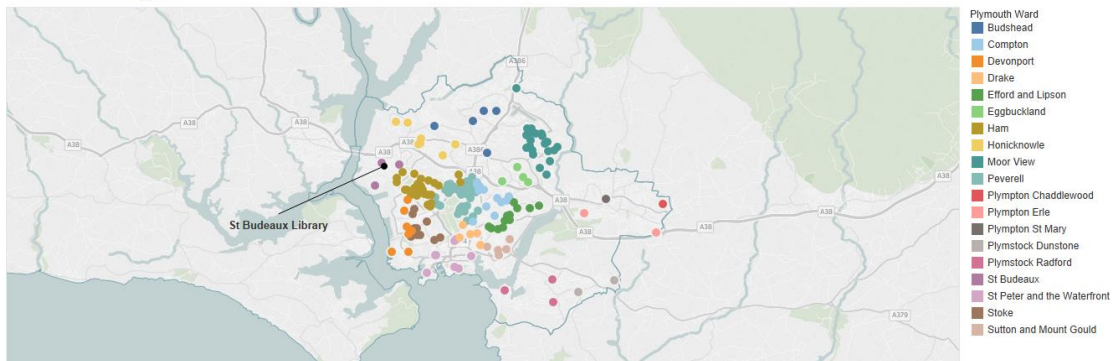 A386
A38
A38
A38
A38
A386
A38
A38
A38
A38
A379
St Budeaux Library
Plymouth Ward
Budshead
Compton
Devonport
Drake
Efford and Lipson
Eggbuckland
Ham
Honicknowle
Moor View
Peverell
Plympton Chaddlewood
Plympton Erle
Plympton St Mary
Plymstock Dunstone
Plymstock Radford
St Budeaux
St Peter and the Waterfront
Stoke
Sutton and Mount Gould